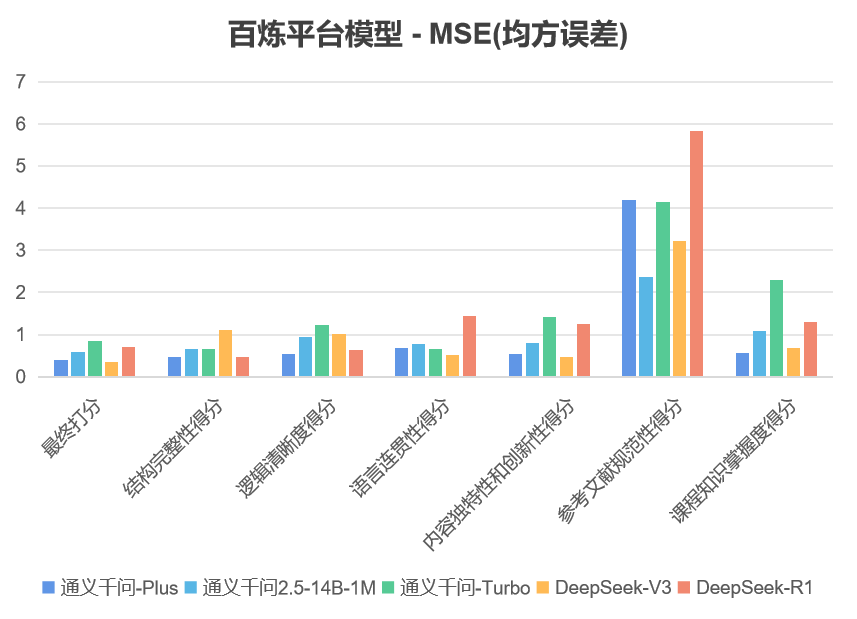 百炼平台模型 - MSE(均方误差)
7
6
5
4
3
2
1
0
最终打分
结构完整性得分
逻辑清晰度得分
语言连贯性得分
内容独特性和创新性得分
参考文献规范性得分
课程知识掌握度得分
通义千问-Plus 通义千问2.5-14B-1M 通义千问-Turbo DeepSeek-V3 DeepSeek-R1